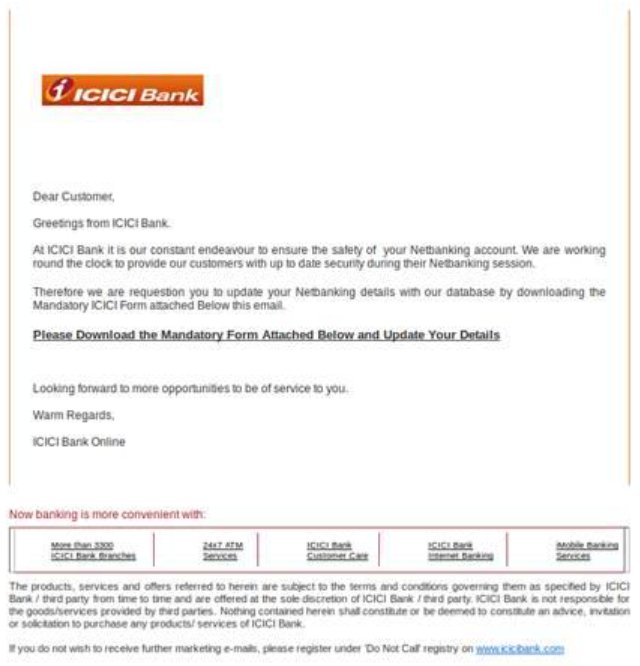 i ICICI Bank
Dear Customer,
Greetings from ICICI Bank.
At ICICI Bank it is our constant endeavour to ensure the safety of your Netbanking account. We are working
round the clock to provide our customers with up to date security during their Netbanking session.
Therefore we are requestion you to update your Netbanking details with our database by downloading the
Mandatory ICICI Form attached Below this email.
Please Download the Mandatory Form Attached Below and Update Your Details
Looking forward to more opportunities to be of service to you.
Warm Regards,
ICICI Bank Online
Now banking is more convenient with:
More than 3300 24x7 ATM ICICI Bank ICICI Bank iMobile Banking
ICICI Bank Branches Services Customer Care Internet Banking Services
The products, services and offers referred to herein are subject to the terms and conditions governing them as specified by ICICI
Bank / third party from time to time and are offered at the sole discretion of ICICI Bank / third party. ICICI Bank is not responsible for
the goods/services provided by third parties. Nothing contained herein shall constitute or be deemed to constitute an advice, invitation
or solicitation to purchase any products/ services of ICICI Bank.
If you do not wish to receive further marketing e-mails, please register under 'Do Not Call' registry on www.icicibank.com